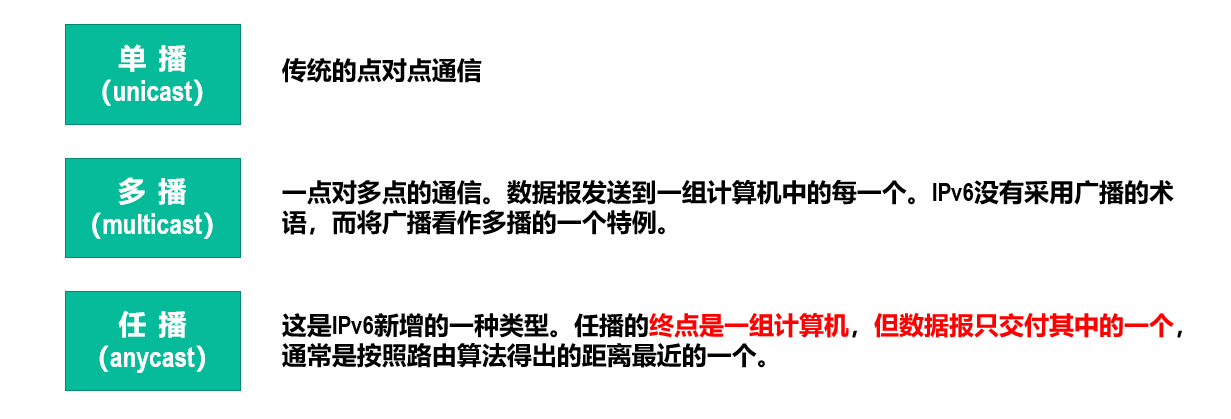 单 播
(unicast)
传统的点对点通信
多 播
(multicast)
一点对多点的通信。数据报发送到一组计算机中的每一个。IPv6没有采用广播的术
语，而将广播看作多播的一个特例。
任 播
(anycast)
这是IPv6新增的一种类型。任播的终点是一组计算机，但数据报只交付其中的一个，
通常是按照路由算法得出的距离最近的一个。